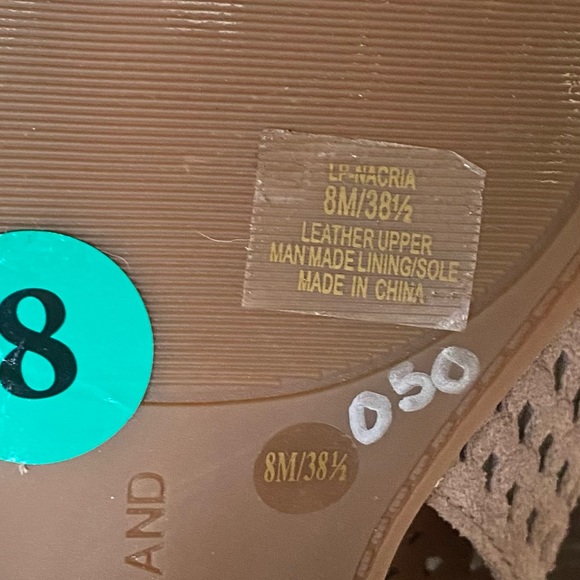 LP-NACRIA
8M/38½
LEATHER UPPER
MAN MADE LINING/SOLE
MADE IN CHINA
8
050
8M/38½
AND